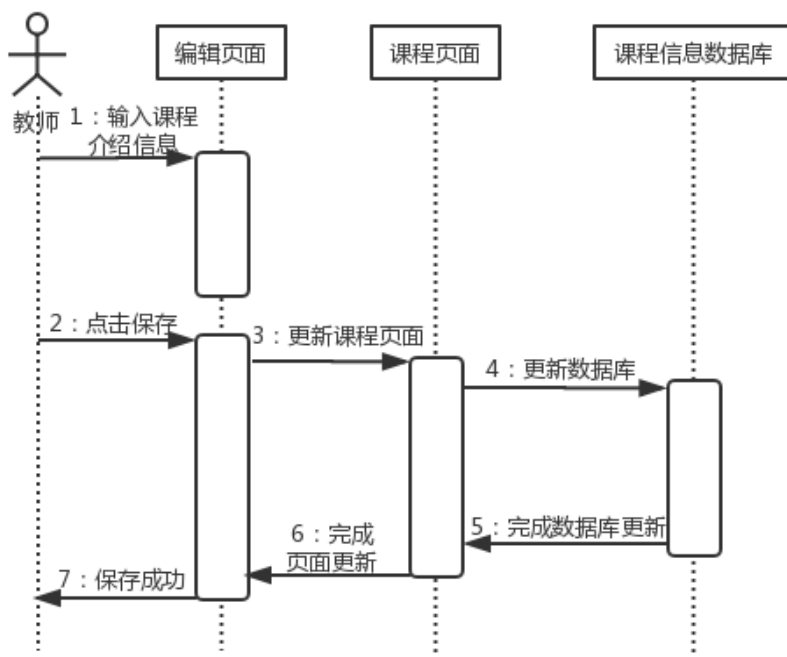 编辑页面
课程页面
课程信息数据库
教师
1：输入课程
介绍信息
2：点击保存
3：更新课程页面
4：更新数据库
5：完成数据库更新
6：完成
页面更新
7：保存成功